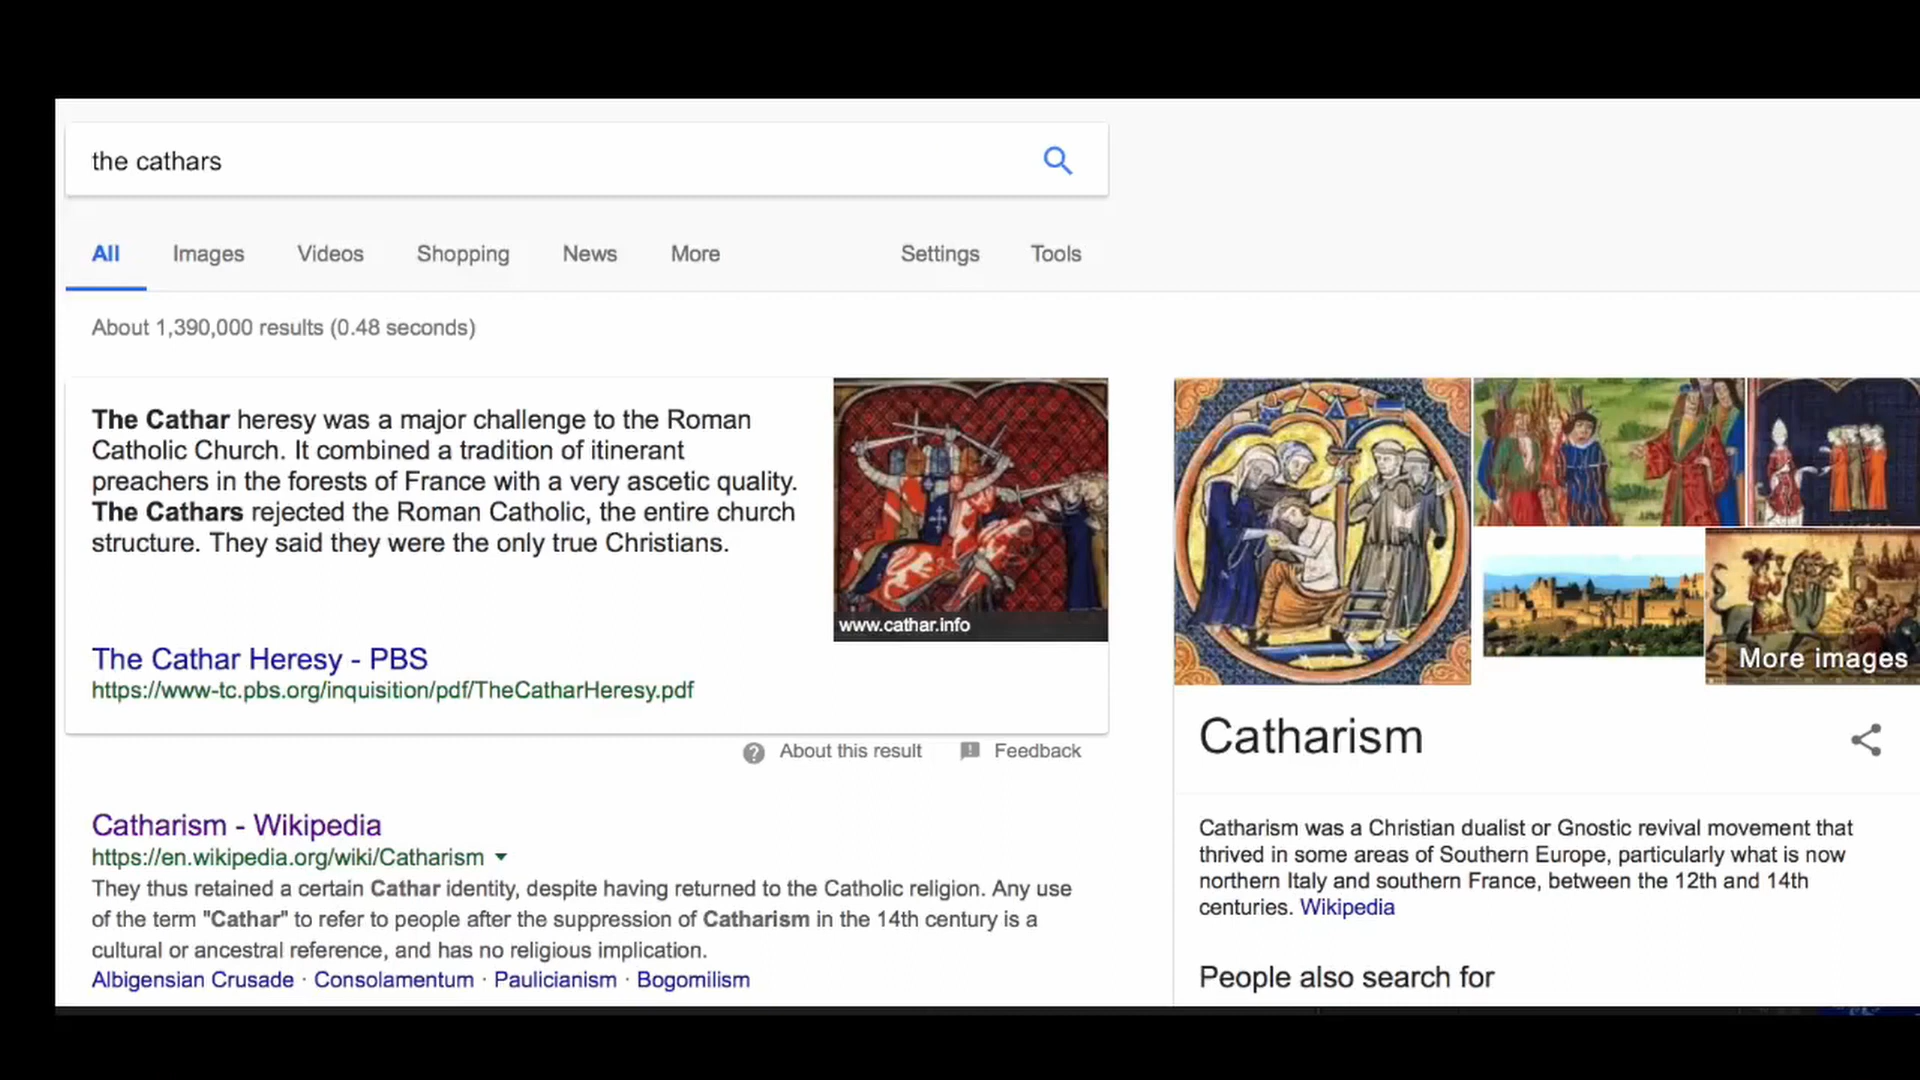 the cathars
All Images Videos Shopping News More Settings Tools
About 1,390,000 results (0.48 seconds)
The Cathar heresy was a major challenge to the Roman
Catholic Church. It combined a tradition of itinerant
preachers in the forests of France with a very ascetic quality.
The Cathars rejected the Roman Catholic, the entire church
structure. They said they were the only true Christians.
www.cathar.info
The Cathar Heresy - PBS
https://www-tc.pbs.org/inquisition/pdf/TheCatharHeresy.pdf
About this result Feedback
Catharism - Wikipedia
https://en.wikipedia.org/wiki/Catharism
They thus retained a certain Cathar identity, despite having returned to the Catholic religion. Any use
of the term "Cathar" to refer to people after the suppression of Catharism in the 14th century is a
cultural or ancestral reference, and has no religious implication.
Albigensian Crusade · Consolamentum · Paulicianism · Bogomilism
More images
Catharism
Catharism was a Christian dualist or Gnostic revival movement that
thrived in some areas of Southern Europe, particularly what is now
northern Italy and southern France, between the 12th and 14th
centuries. Wikipedia
People also search for